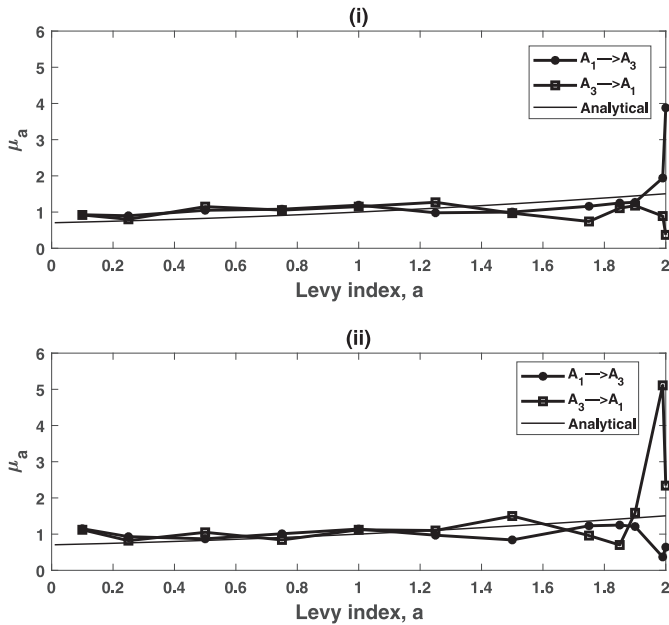 (i)
6
5
4
3
2
1
0
μₐ
A₁—>A₃
A₃—>A₁
Analytical
0 0.2 0.4 0.6 0.8 1 1.2 1.4 1.6 1.8 2
Levy index, a
(ii)
6
5
4
3
2
1
0
μₐ
A₁—>A₃
A₃—>A₁
Analytical
0 0.2 0.4 0.6 0.8 1 1.2 1.4 1.6 1.8 2
Levy index, a